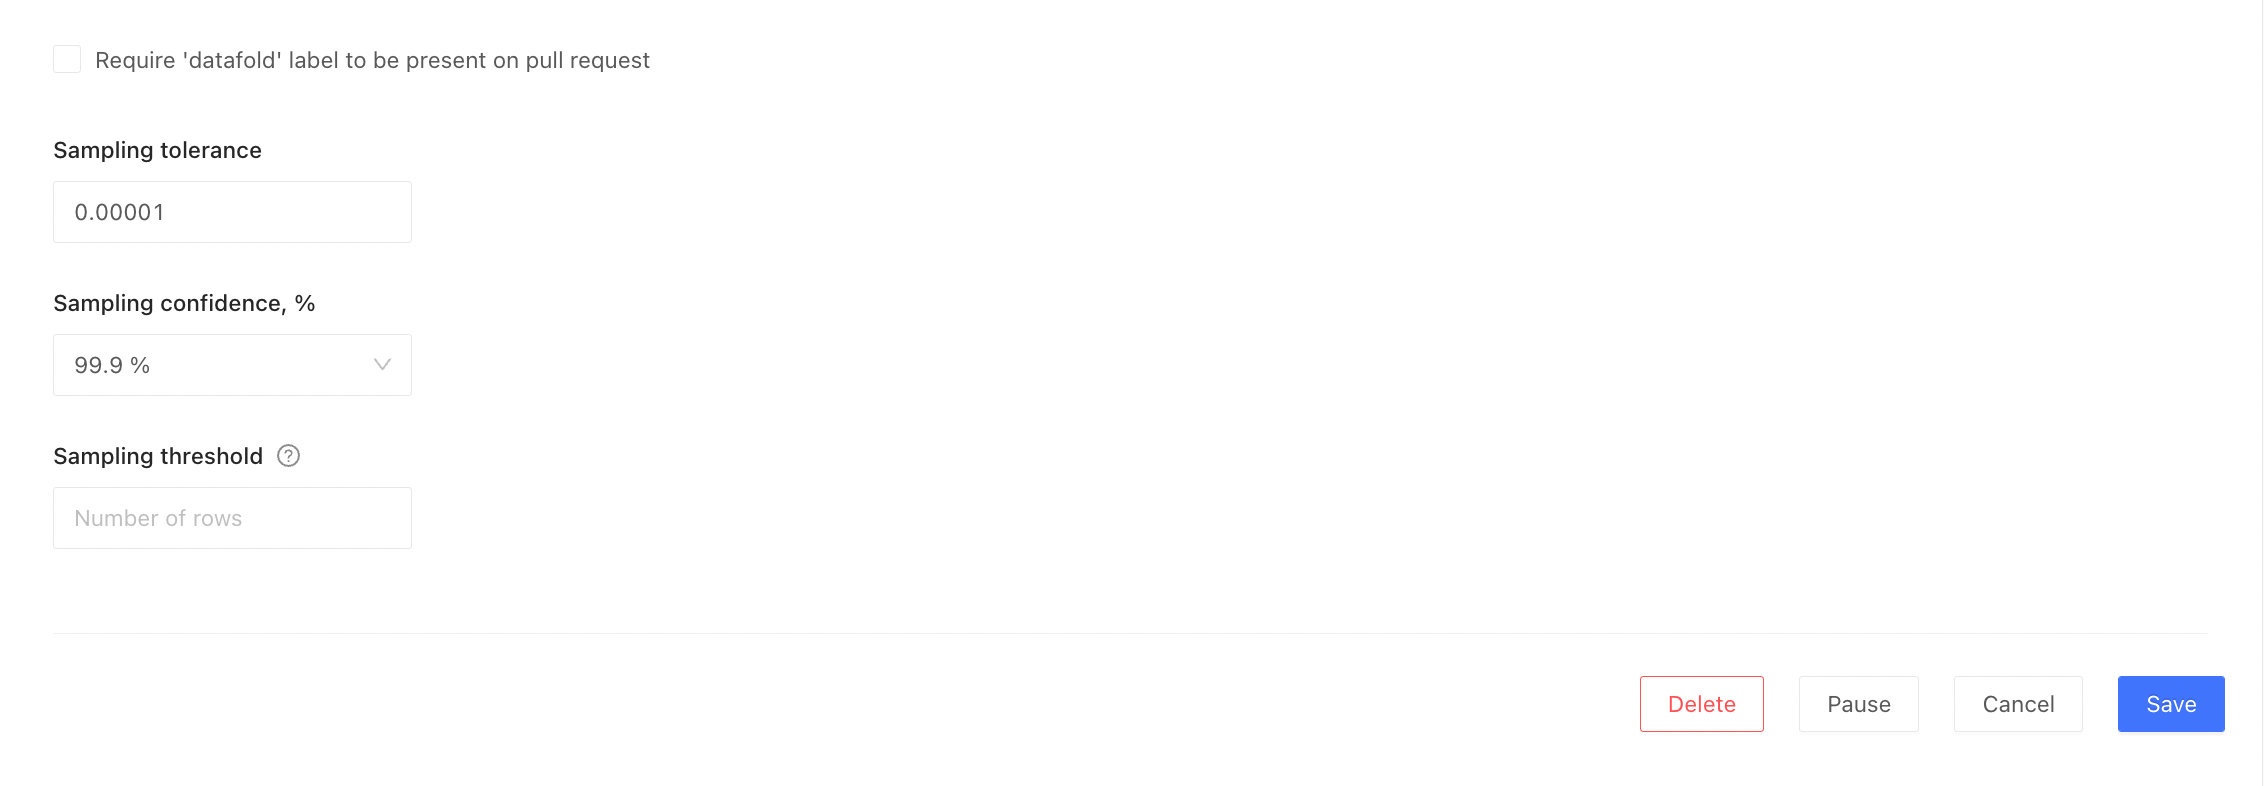 Require 'datafold' label to be present on pull request
Sampling tolerance
0.00001
Sampling confidence, %
99.9 %
Sampling threshold ?
Number of rows
Delete Pause Cancel Save